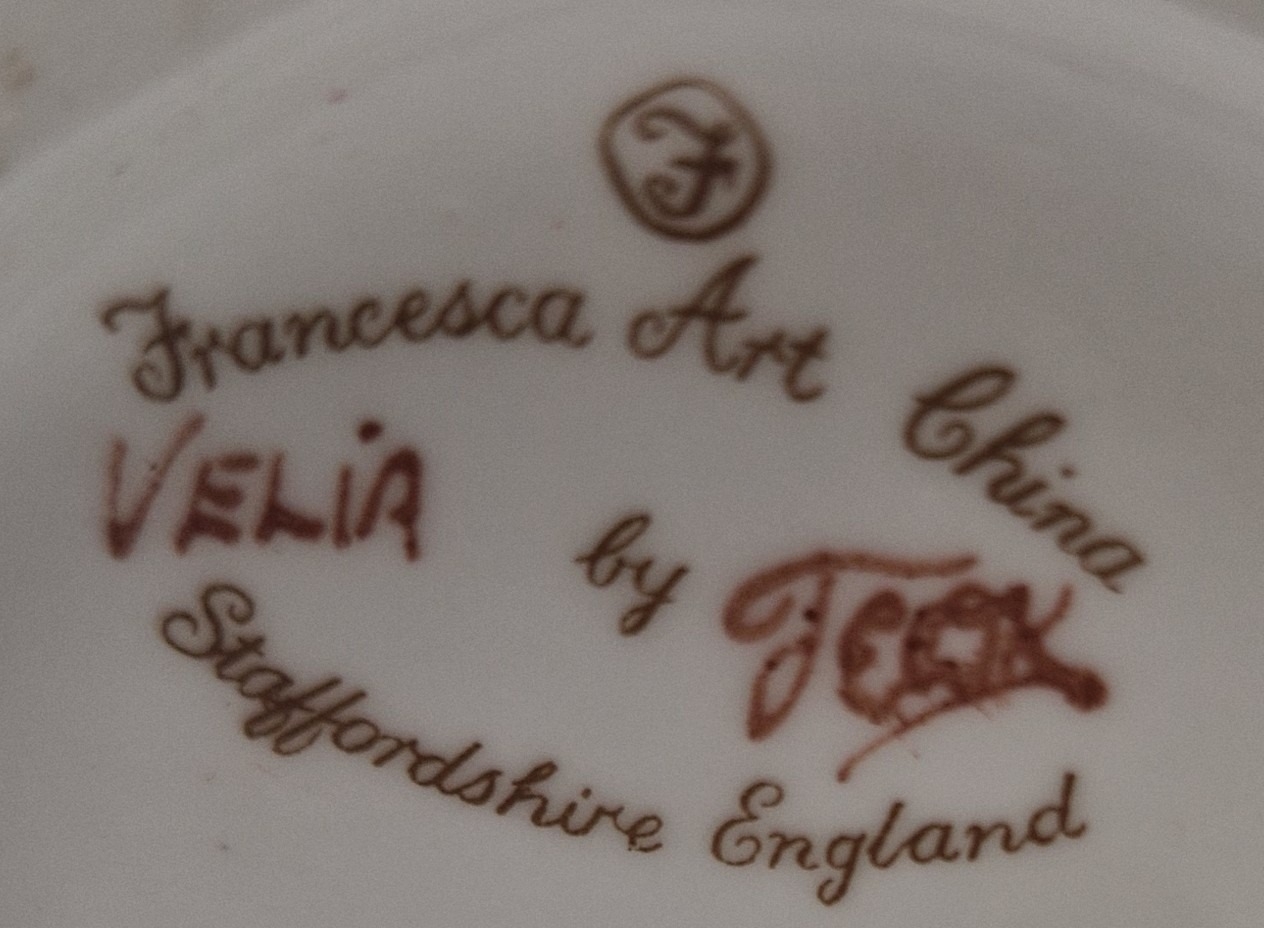 F
Francesca Art China
VELIA
by
Staffordshire England